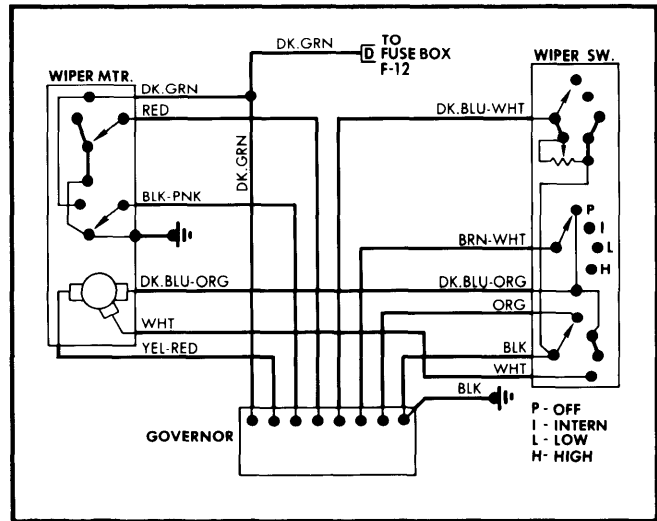 DK.GRN
TO
D FUSE BOX
F-12
WIPER MTR.
WIPER SW.
DK.GRN
RED
DK.BLU-WHT
DK.GRN
BLK-PNK
P
I
BRN-WHT
L
H
DK.BLU-ORG
DK.BLU-ORG
ORG
WHT
BLK
YEL-RED
WHT
BLK
GOVERNOR
P - OFF
I - INTERN
L - LOW
H- HIGH